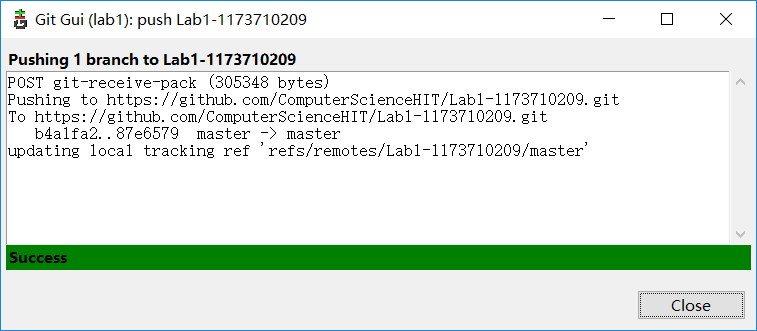 Git Gui (lab1): push Lab1-1173710209
Pushing 1 branch to Lab1-1173710209
POST git-receive-pack (305348 bytes)
Pushing to https://github.com/ComputerScienceHIT/Lab1-1173710209.git
To https://github.com/ComputerScienceHIT/Lab1-1173710209.git
   b4a1fa2..87e6579  master -> master
updating local tracking ref 'refs/remotes/Lab1-1173710209/master'
Success
Close